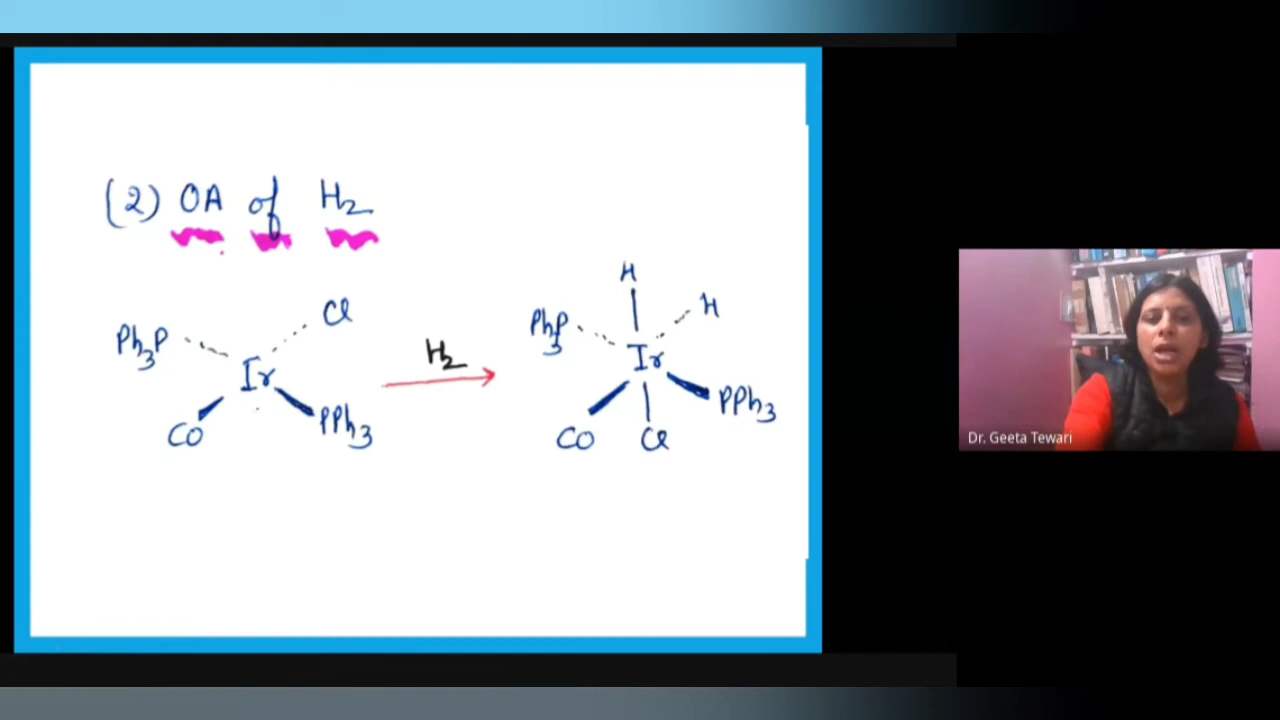 (2) OA of H2
Ph3P Cl
Ir
CO PPh3
H2
H
Ph3P H
Ir
CO Cl PPh3
Dr. Geeta Tewari